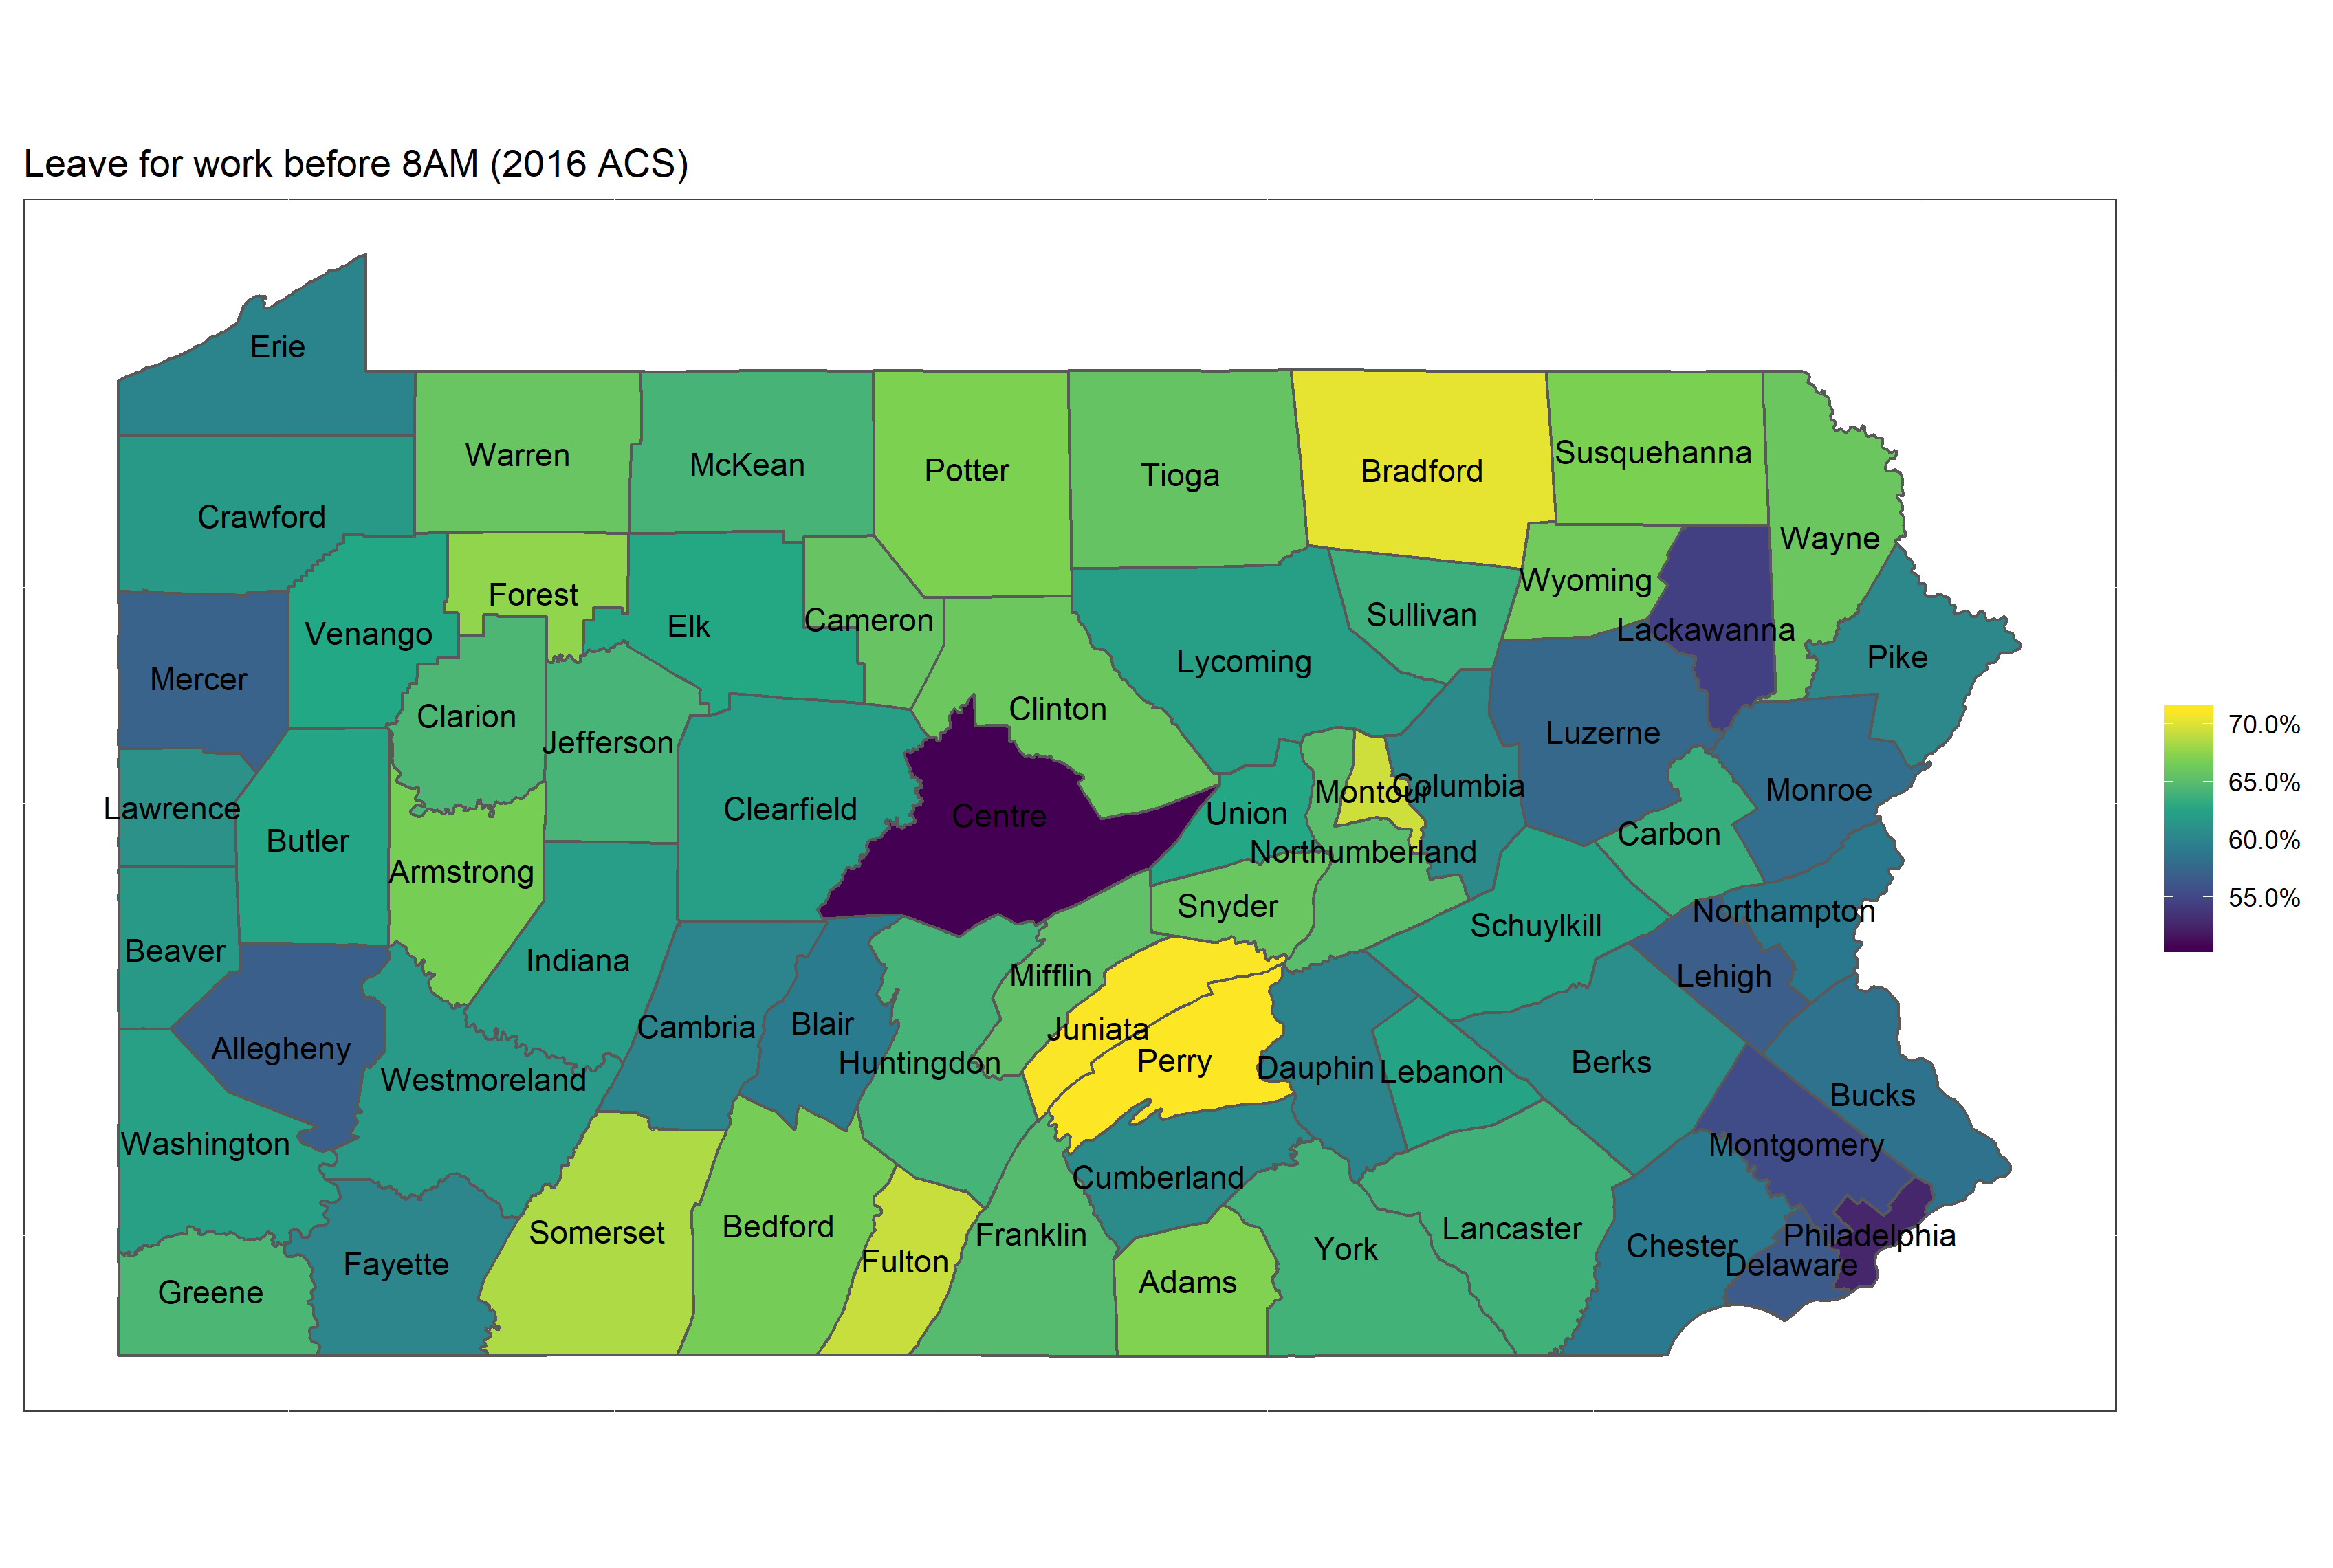 Leave for work before 8AM (2016 ACS)
Erie
Warren
McKean
Potter
Tioga
Bradford
Susquehanna
Crawford
Wayne
Forest
Wyoming
Venango
Elk
Cameron
Sullivan
Lackawanna
Mercer
Lycoming
Pike
Clarion
Clinton
Jefferson
Luzerne
Lawrence
Butler
Clearfield
Centre
Union
Montour
Columbia
Monroe
Carbon
Armstrong
Northumberland
Snyder
Schuylkill
Northampton
Beaver
Indiana
Mifflin
Lehigh
Allegheny
Cambria
Blair
Juniata
Huntingdon
Perry
Dauphin
Lebanon
Berks
Westmoreland
Bucks
Washington
Cumberland
Montgomery
Somerset
Bedford
Franklin
Lancaster
Philadelphia
Fayette
Fulton
York
Chester
Delaware
Greene
Adams
70.0%
65.0%
60.0%
55.0%